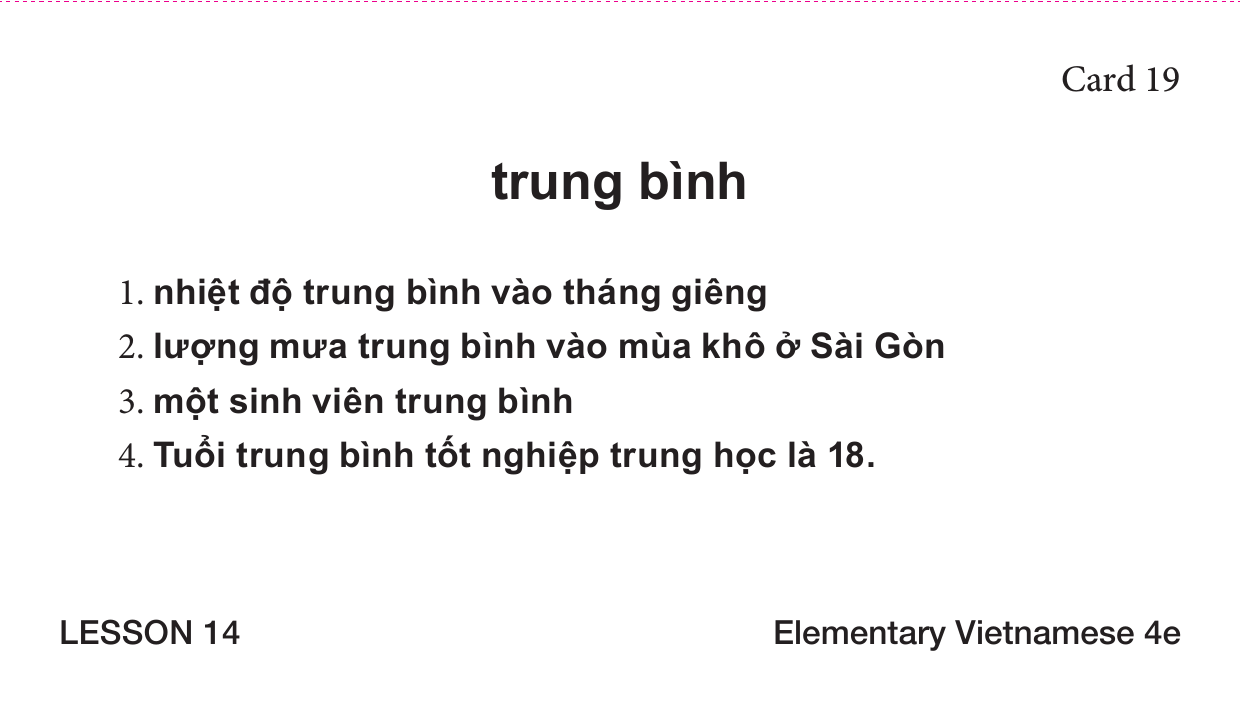 Card 19
trung bình
1. nhiệt độ trung bình vào tháng giêng
2. lượng mưa trung bình vào mùa khô ở Sài Gòn
3. một sinh viên trung bình
4. Tuổi trung bình tốt nghiệp trung học là 18.
LESSON 14
Elementary Vietnamese 4e